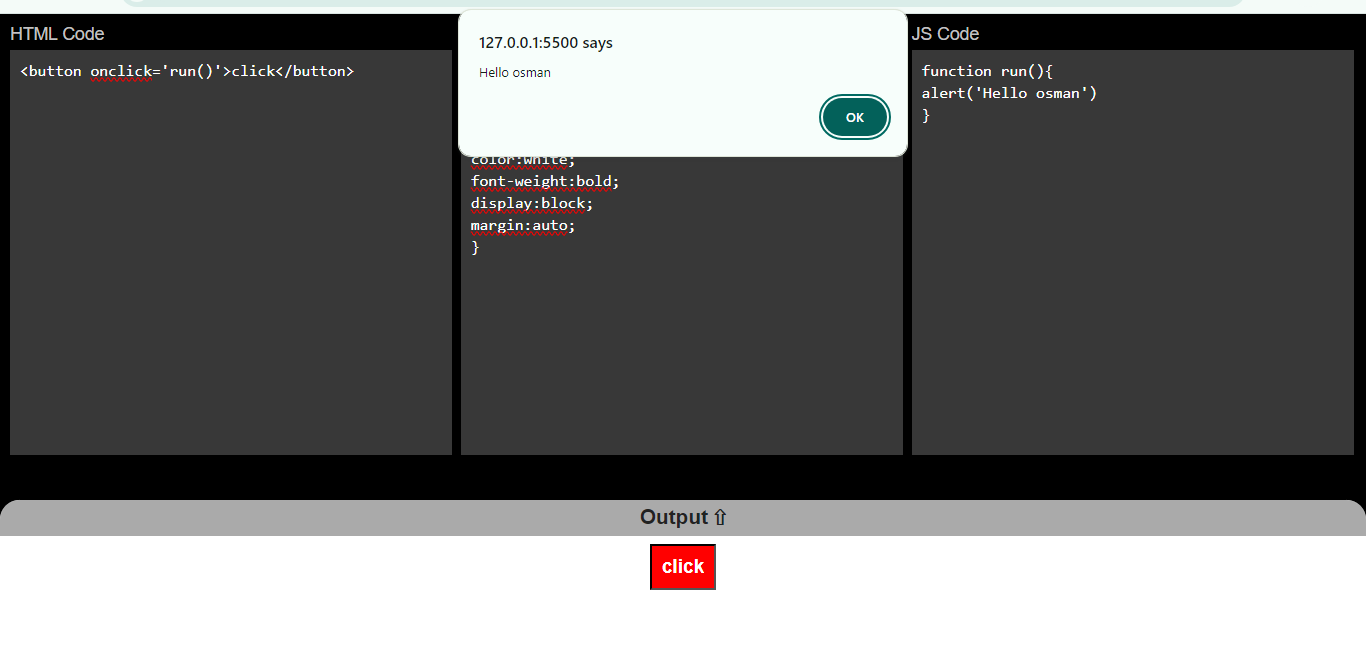 HTML Code
<button onclick='run()'>click</button>
127.0.0.1:5500 says
Hello osman
OK
color:white;
font-weight:bold;
display:block;
margin:auto;
}
JS Code
function run(){
alert('Hello osman')
}
Output ⇧
click